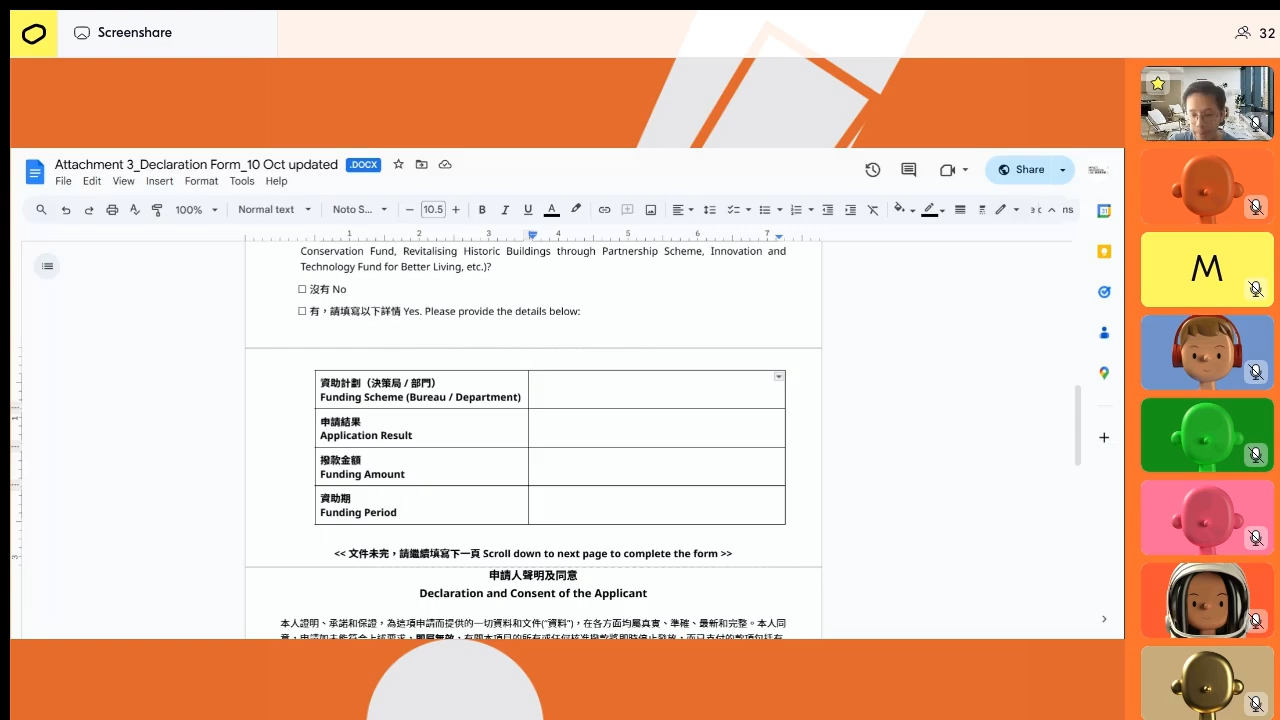 Screenshare
32
Attachment 3_Declaration Form_10 Oct updated .DOCX
File Edit View Insert Format Tools Help
Share
100% Normal text Noto S... 10.5 B I U A
1 2 3 4 5 6 7
Conservation Fund, Revitalising Historic Buildings through Partnership Scheme, Innovation and
Technology Fund for Better Living, etc.)?
☐ 沒有 No
☐ 有，請填寫以下詳情 Yes. Please provide the details below:
資助計劃（決策局 / 部門）
Funding Scheme (Bureau / Department)
申請結果
Application Result
撥款金額
Funding Amount
資助期
Funding Period
<< 文件未完，請繼續填寫下一頁 Scroll down to next page to complete the form >>
申請人聲明及同意
Declaration and Consent of the Applicant
本人證明、承諾和保證，為這項申請而提供的一切資料和文件("資料")，在各方面均屬真實、準確、最新和完整。本人同
M